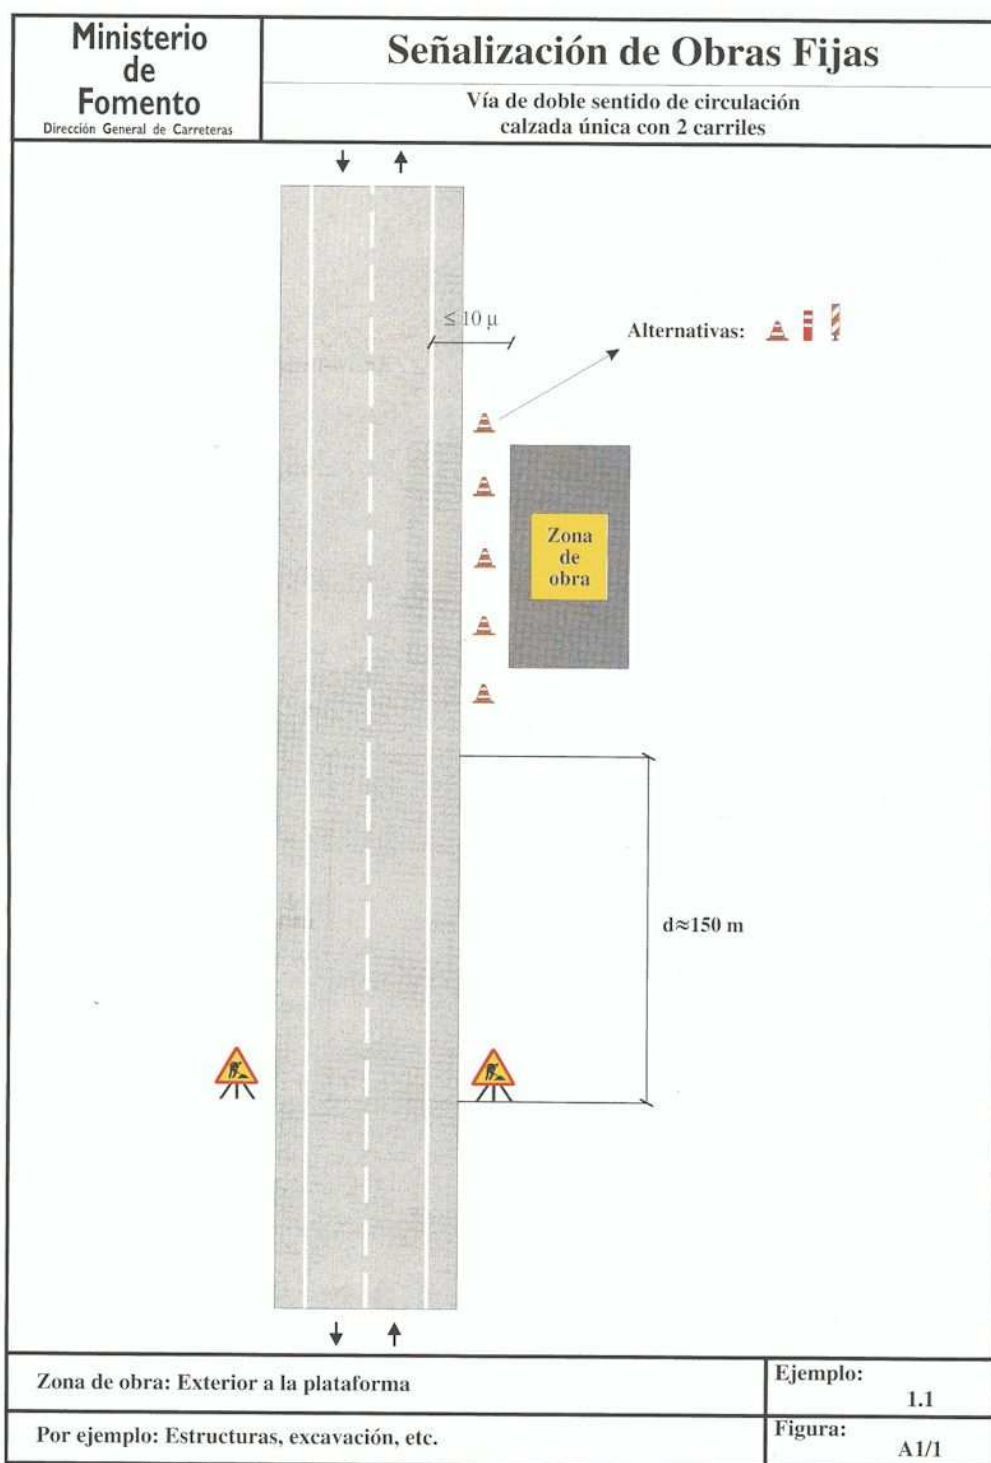 Ministerio
de
Fomento
Dirección General de Carreteras
Señalización de Obras Fijas
Vía de doble sentido de circulación
calzada única con 2 carriles
≤ 10 μ
Alternativas:
Zona
de
obra
d≈150 m
Zona de obra: Exterior a la plataforma
Ejemplo:
1.1
Por ejemplo: Estructuras, excavación, etc.
Figura:
A1/1